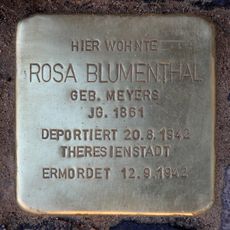 HIER WOHNTE
ROSA BLUMENTHAL
GEB. MEYERS
JG. 1861
DEPORTIERT 20.8.1942
THERESIENSTADT
ERMORDET 12.9.1942